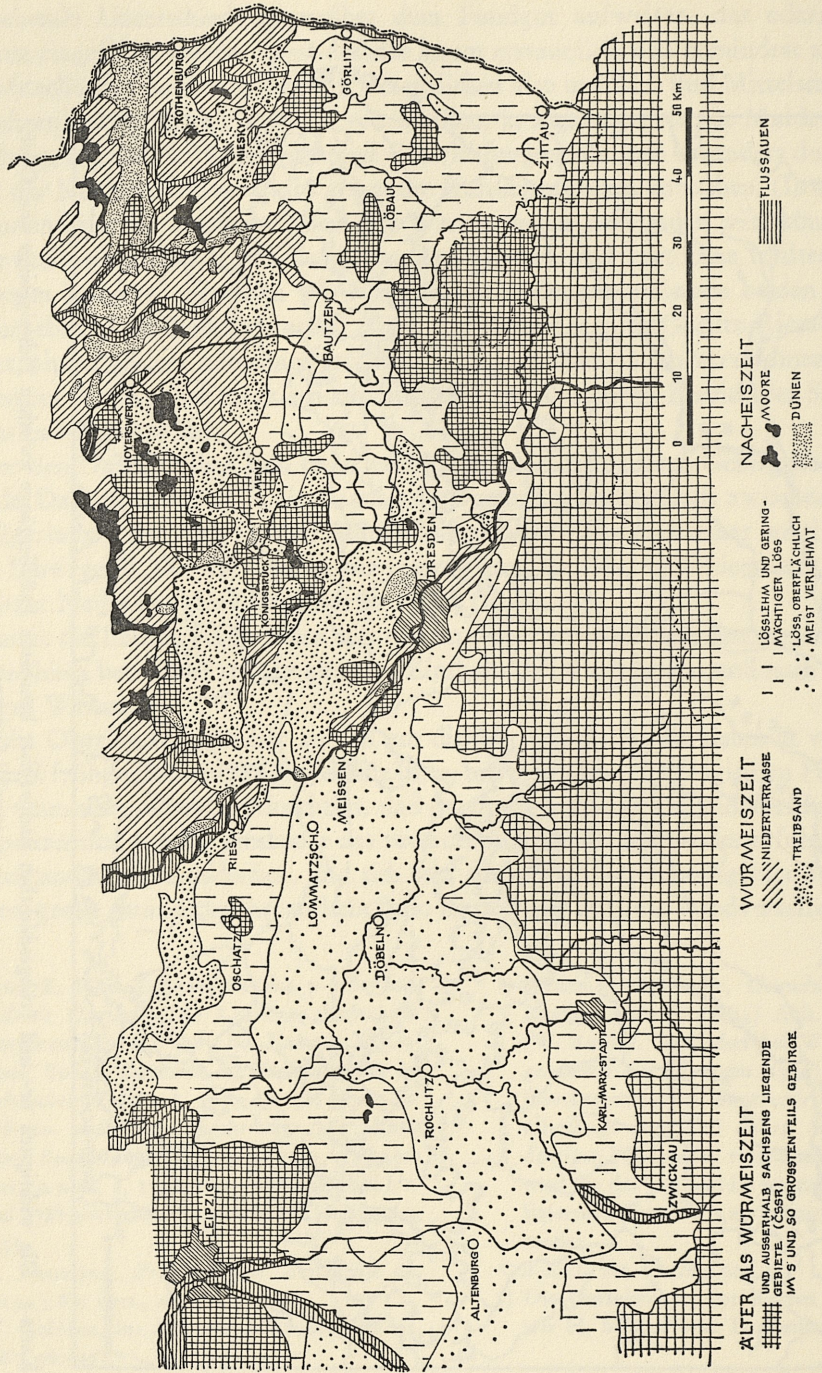 ROTHENBURG
NIESKY
GÖRLITZ
HOYERSWERDA
LÖBAU
ZITTAU
BAUTZEN
KAMENZ
KÖNIGSBRÜCK
DRESDEN
RIESA
MEISSEN
LOMMATZSCH
OSCHATZ
DÖBELN
LEIPZIG
ROCHLITZ
KARL-MARX-STADT
ALTENBURG
ZWICKAU
0 10 20 30 40 50 Km
ÄLTER ALS WÜRMEISZEIT
UND AUSSERHALB SACHSENS LIEGENDE
GEBIETE (ČSSR)
IM S UND SO GRÖSSTENTEILS GEBIRGE
WÜRMEISZEIT
NIEDERTERRASSE
TREIBSAND
LÖSSLEHM UND GERING-
MÄCHTIGER LÖSS
LÖSS, OBERFLÄCHLICH
MEIST VERLEHMT
NACHEISZEIT
MOORE
DÜNEN
FLUSSAUEN